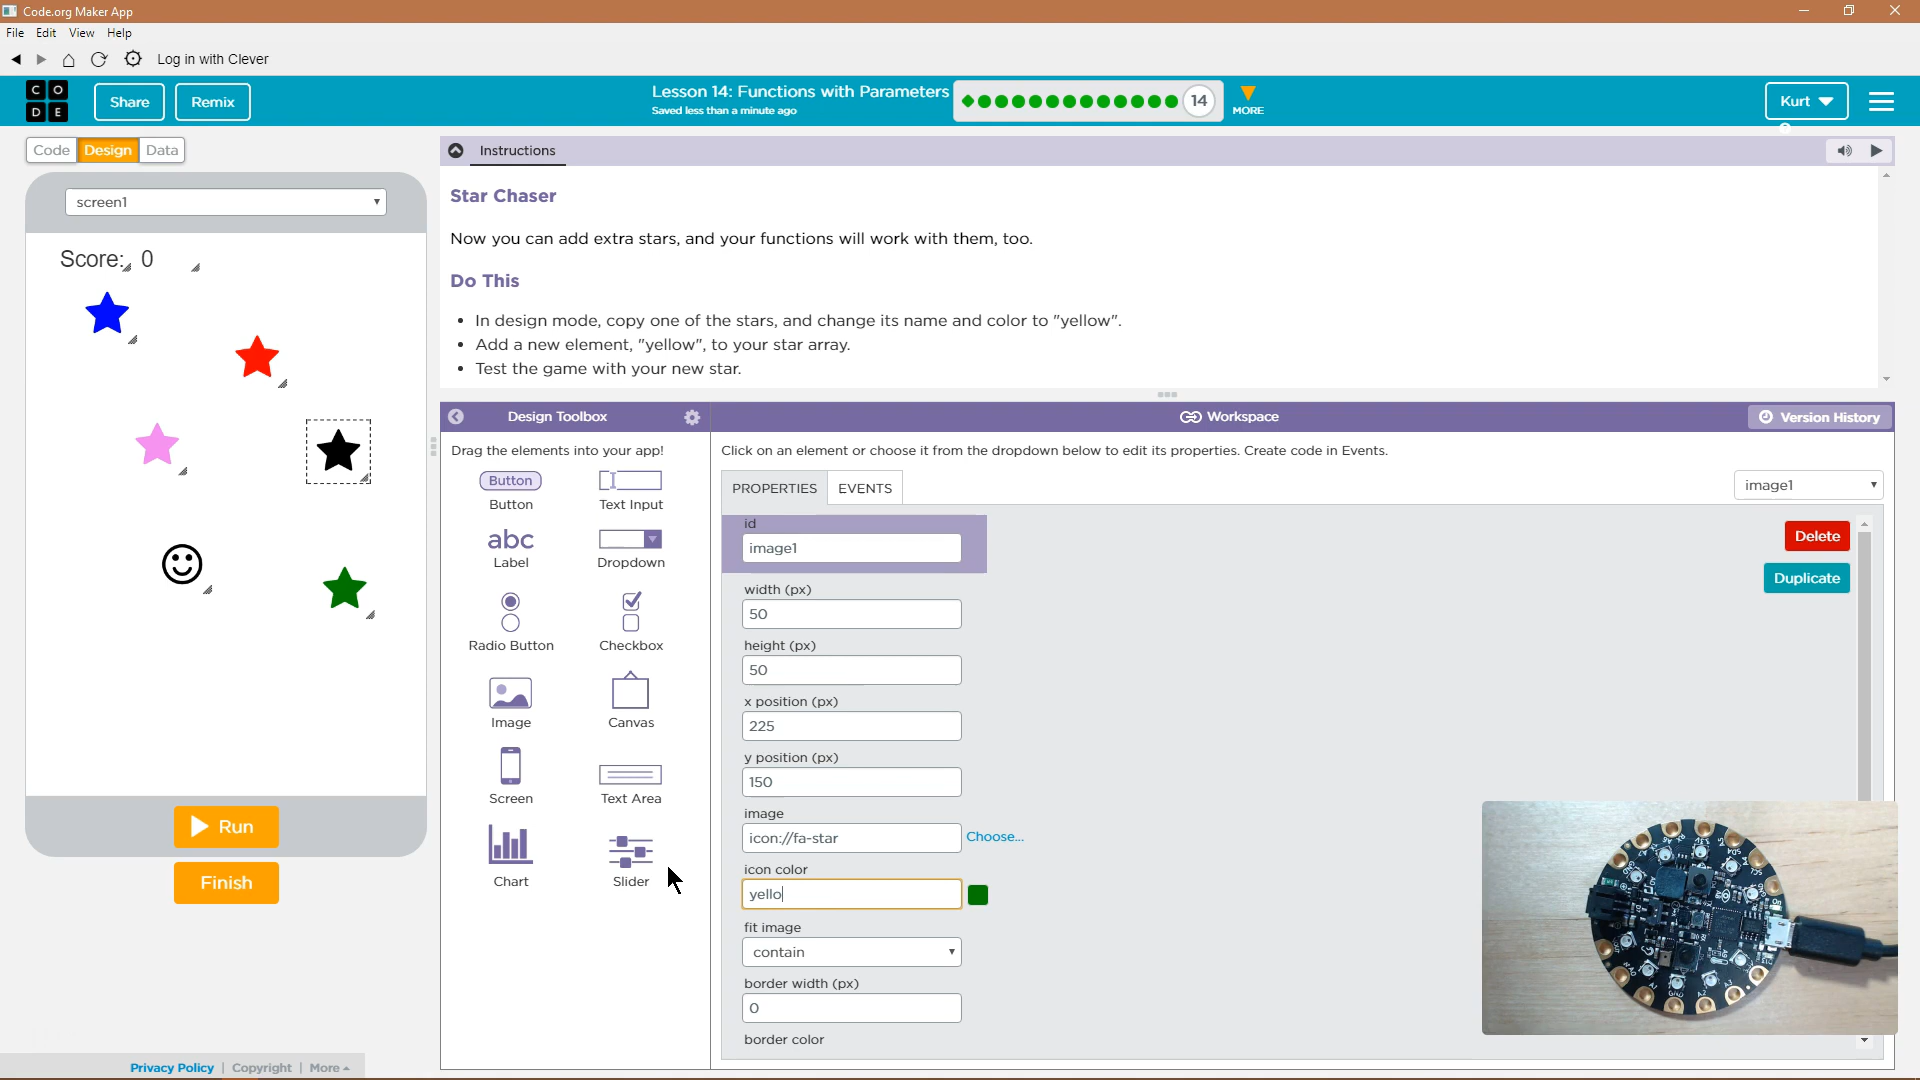 Code.org Maker App
File Edit View Help
Log in with Clever
C O D E
Share
Remix
Lesson 14: Functions with Parameters
Saved less than a minute ago
14
MORE
Kurt
Code
Design
Data
Instructions
screen1
Star Chaser
Now you can add extra stars, and your functions will work with them, too.
Do This
In design mode, copy one of the stars, and change its name and color to "yellow".
Add a new element, "yellow", to your star array.
Test the game with your new star.
Score: 0
Design Toolbox
Workspace
Version History
Drag the elements into your app!
Click on an element or choose it from the dropdown below to edit its properties. Create code in Events.
Button
Button
Text Input
abc
Label
Dropdown
Radio Button
Checkbox
Image
Canvas
Screen
Text Area
Chart
Slider
PROPERTIES
EVENTS
image1
id
image1
Delete
Duplicate
width (px)
50
height (px)
50
x position (px)
225
y position (px)
150
image
icon://fa-star
Choose...
icon color
yello
fit image
contain
border width (px)
0
border color
Run
Finish
Privacy Policy | Copyright | More